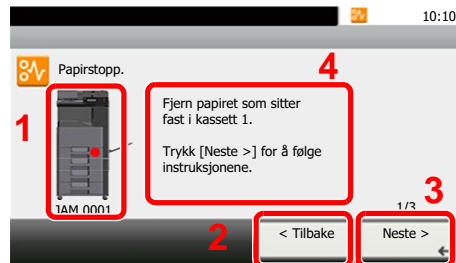 10:10
Papirstopp.
4
1
Fjern papiret som sitter
fast i kassett 1.
Trykk [Neste >] for å følge
instruksjonene.
JAM 0001
1/3
3
2
< Tilbake
Neste >